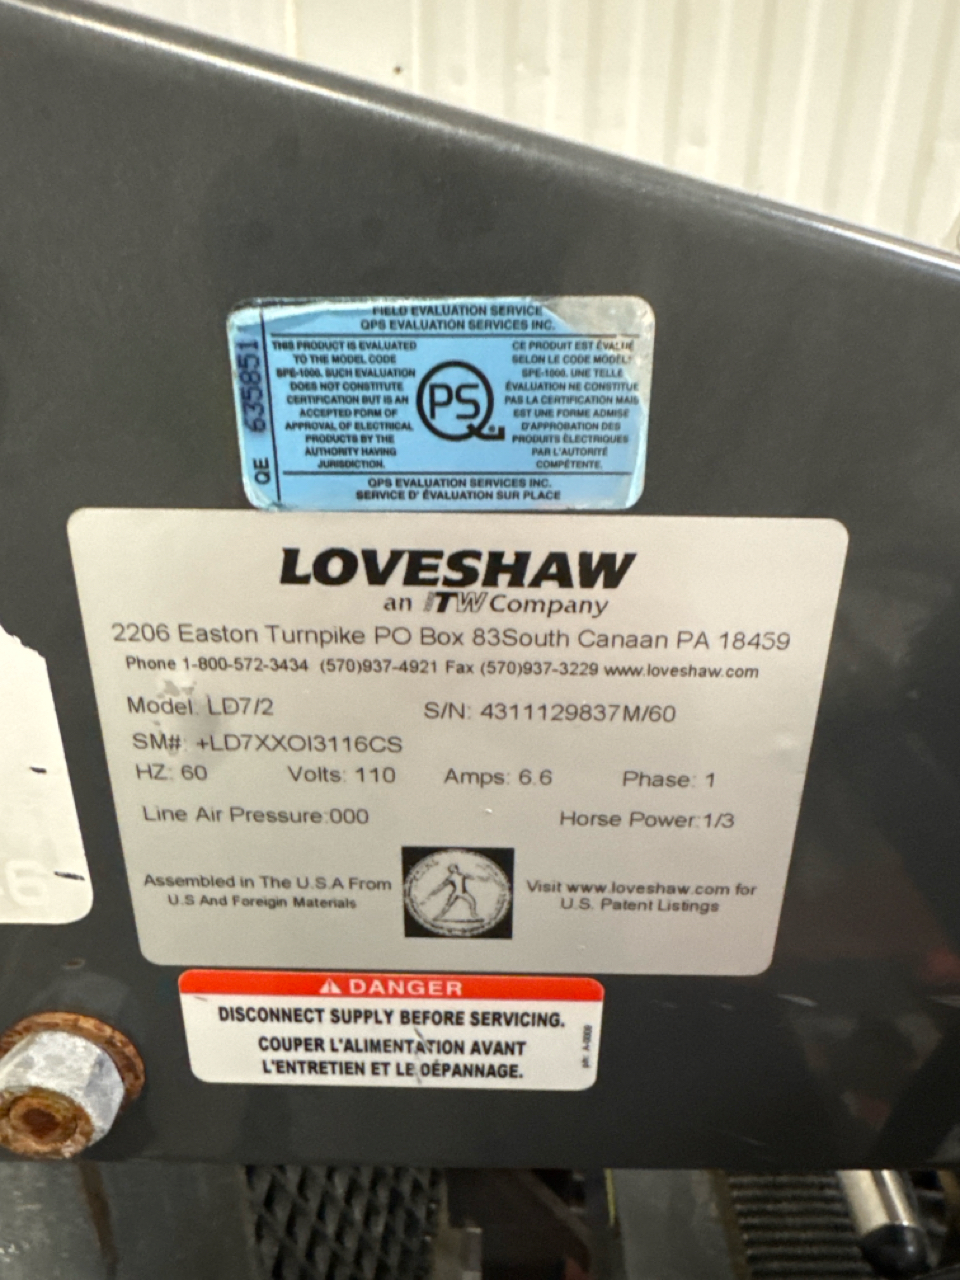 FIELD EVALUATION SERVICE
QPS EVALUATION SERVICES INC.
QE 635851
THIS PRODUCT IS EVALUATED
TO THE MODEL CODE
SPE-1000. SUCH EVALUATION
DOES NOT CONSTITUTE
CERTIFICATION BUT IS AN
ACCEPTED FORM OF
APPROVAL OF ELECTRICAL
PRODUCTS BY THE
AUTHORITY HAVING
JURISDICTION.
QPS
CE PRODUIT EST ÉVALUÉ
SELON LE CODE MODEL:
SPE-1000. UNE TELLE
ÉVALUATION NE CONSTITUE
PAS LA CERTIFICATION MAIS
EST UNE FORME ADMISE
D'APPROBATION DES
PRODUITS ÉLECTRIQUES
PAR L'AUTORITÉ
COMPÉTENTE.
QPS EVALUATION SERVICES INC.
SERVICE D' ÉVALUATION SUR PLACE
LOVESHAW
an ITW Company
2206 Easton Turnpike PO Box 83South Canaan PA 18459
Phone 1-800-572-3434 (570)937-4921 Fax (570)937-3229 www.loveshaw.com
Model: LD7/2 S/N: 4311129837M/60
SM#: +LD7XXOI3116CS
HZ: 60 Volts: 110 Amps: 6.6 Phase: 1
Line Air Pressure:000 Horse Power:1/3
Assembled in The U.S.A From
U.S And Foreigin Materials
Visit www.loveshaw.com for
U.S. Patent Listings
DANGER
DISCONNECT SUPPLY BEFORE SERVICING.
COUPER L'ALIMENTATION AVANT
L'ENTRETIEN ET LE DÉPANNAGE.